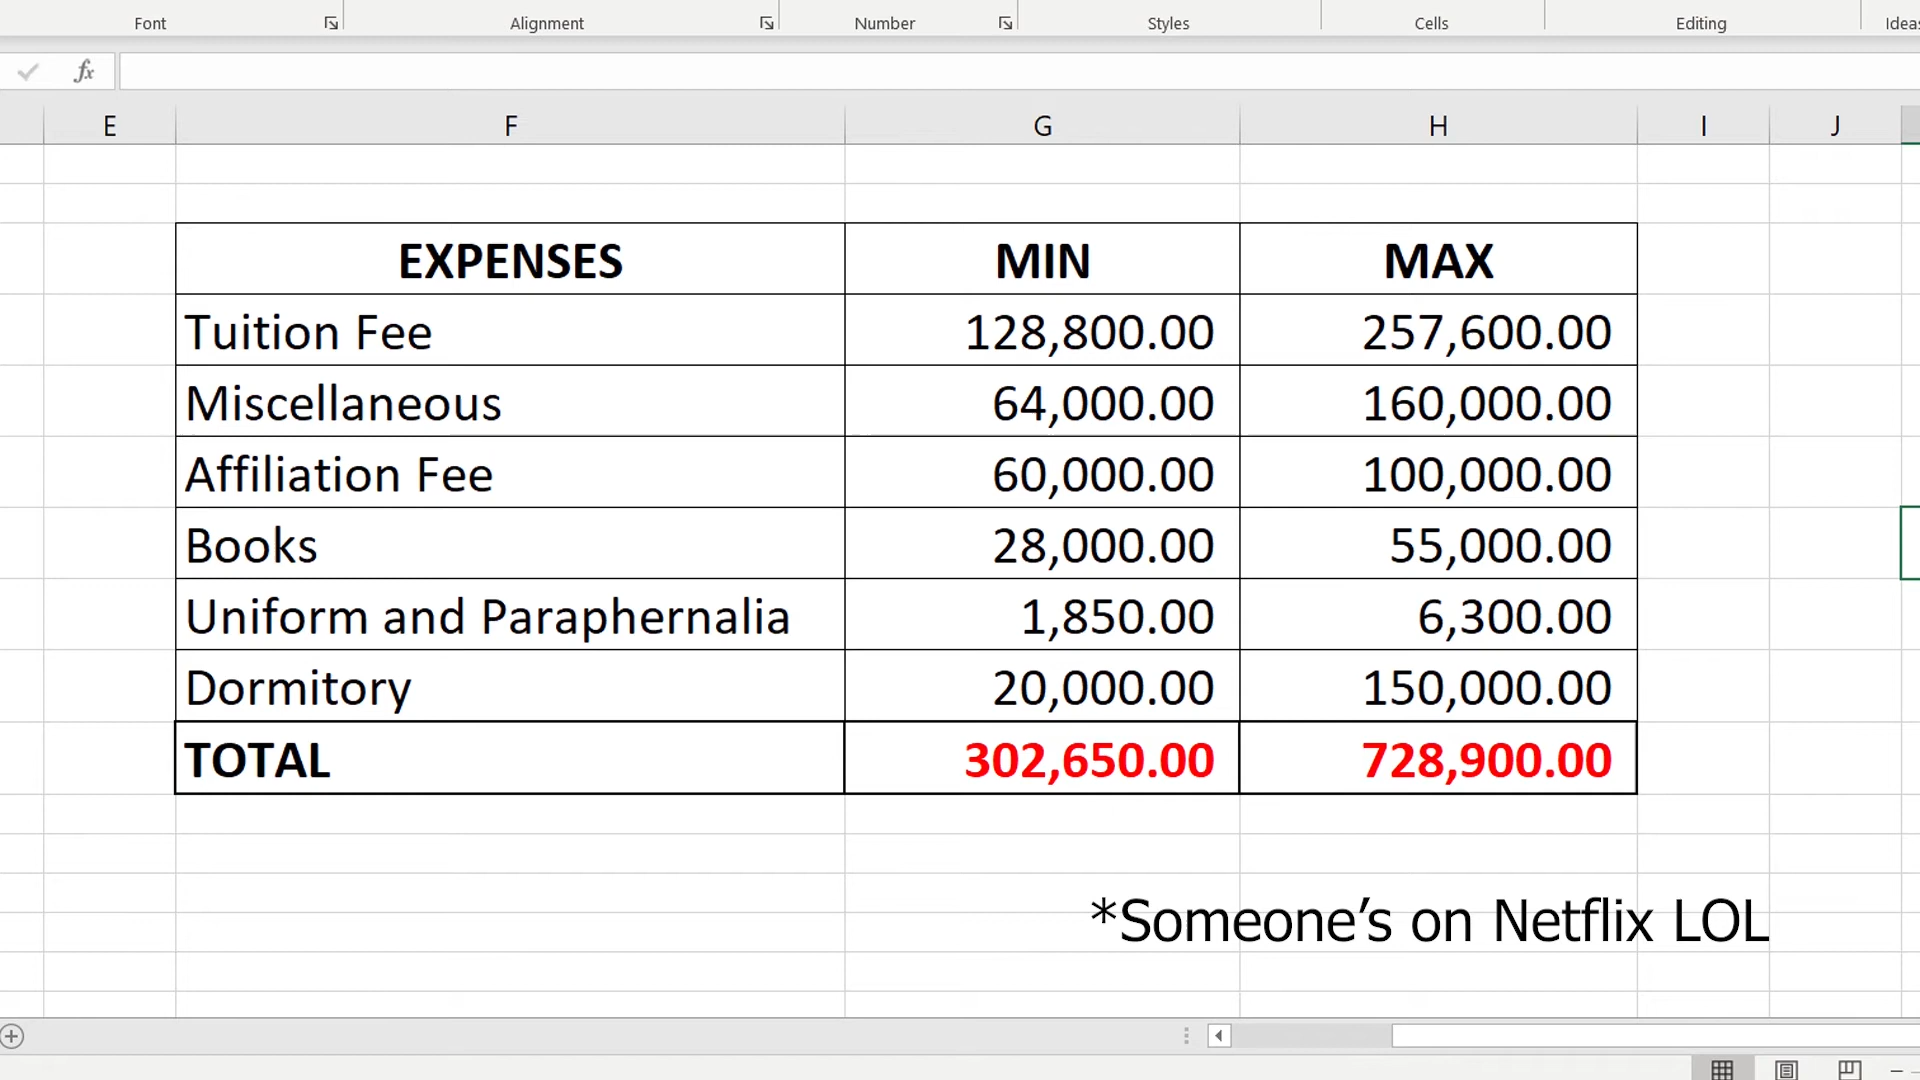 Font Alignment Number Styles Cells Editing
fx
E F G H I J
EXPENSES MIN MAX
Tuition Fee 128,800.00 257,600.00
Miscellaneous 64,000.00 160,000.00
Affiliation Fee 60,000.00 100,000.00
Books 28,000.00 55,000.00
Uniform and Paraphernalia 1,850.00 6,300.00
Dormitory 20,000.00 150,000.00
TOTAL 302,650.00 728,900.00
*Someone’s on Netflix LOL